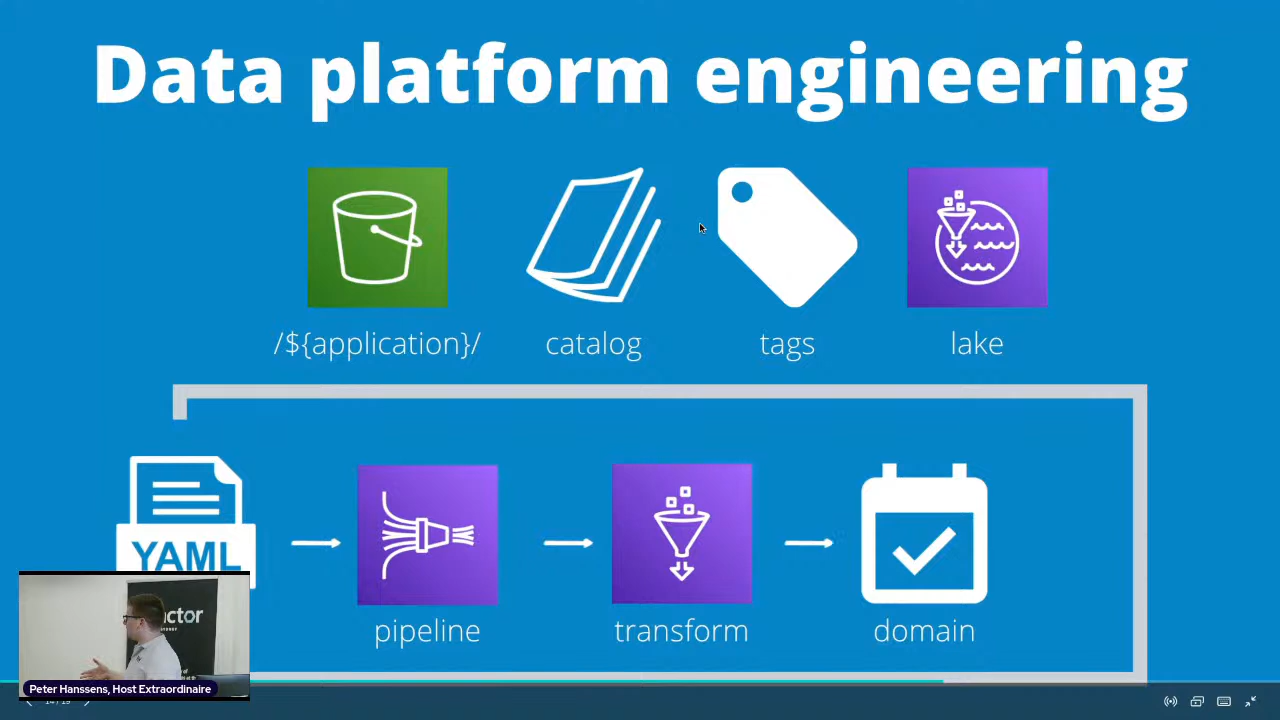 Data platform engineering
/${application}/
catalog
tags
lake
YAML
pipeline
transform
domain
ctor
Peter Hanssens, Host Extraordinaire